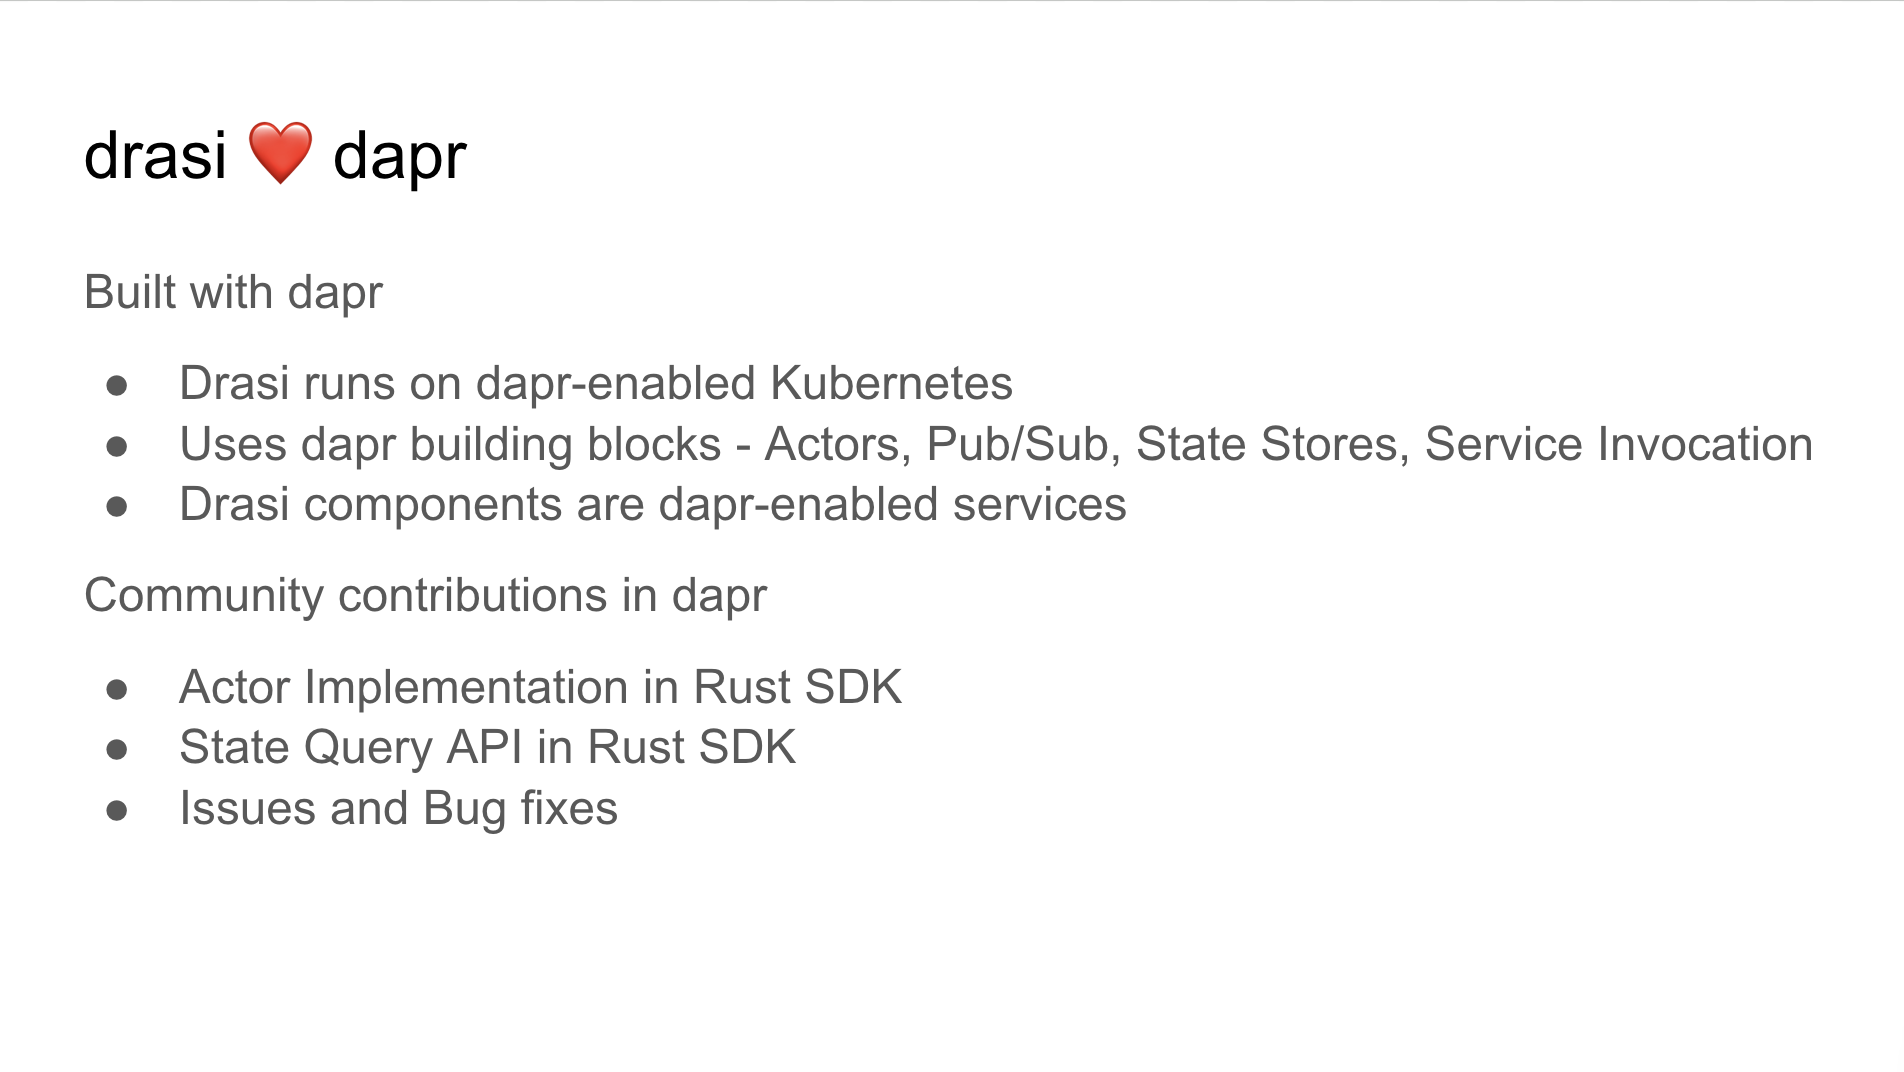 drasi ❤️ dapr
Built with dapr
● Drasi runs on dapr-enabled Kubernetes
● Uses dapr building blocks - Actors, Pub/Sub, State Stores, Service Invocation
● Drasi components are dapr-enabled services
Community contributions in dapr
● Actor Implementation in Rust SDK
● State Query API in Rust SDK
● Issues and Bug fixes